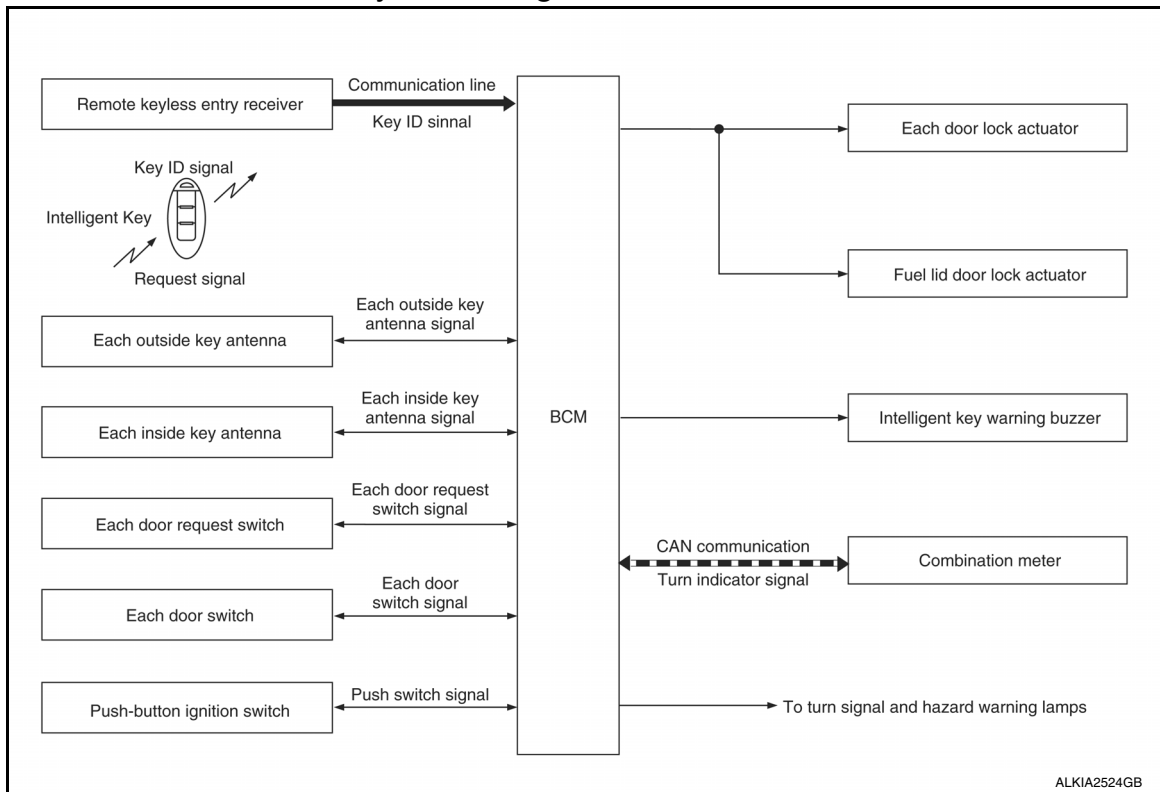 Remote keyless entry receiver
Communication line
Key ID sinnal
Key ID signal
Intelligent Key
Request signal
Each outside key antenna
Each outside key
antenna signal
Each inside key antenna
Each inside key
antenna signal
Each door request switch
Each door request
switch signal
Each door switch
Each door
switch signal
Push-button ignition switch
Push switch signal
BCM
Each door lock actuator
Fuel lid door lock actuator
Intelligent key warning buzzer
CAN communication
Turn indicator signal
Combination meter
To turn signal and hazard warning lamps
ALKIA2524GB